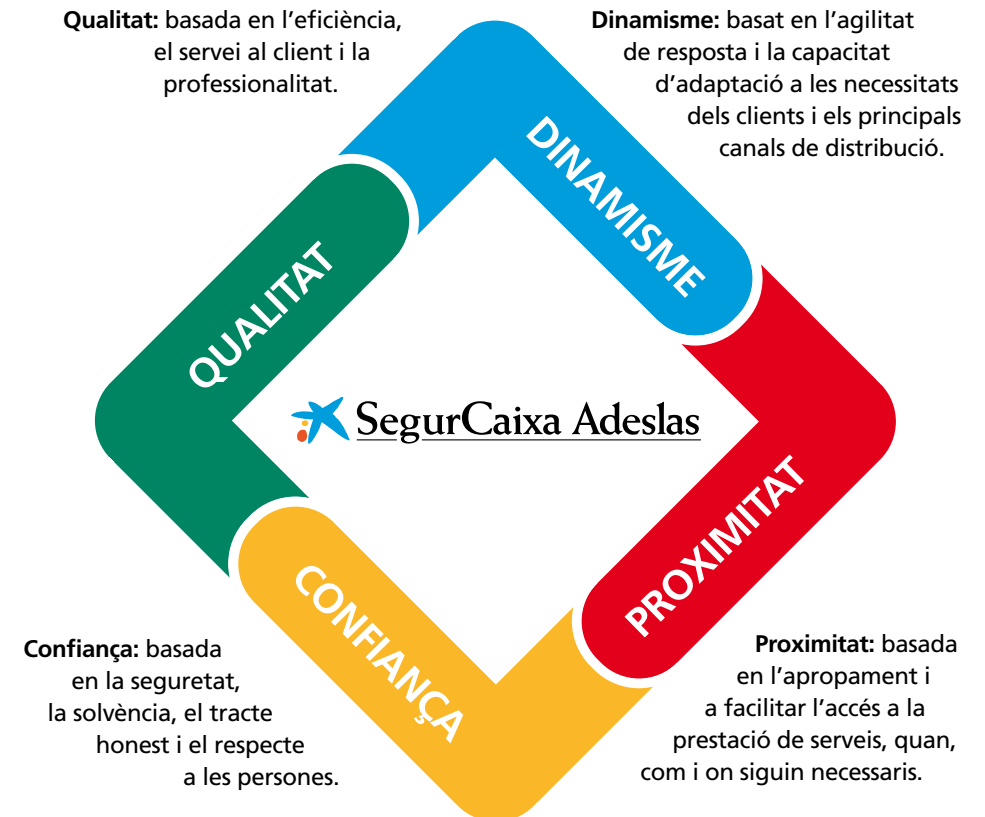 Qualitat: basada en l’eficiència,
el servei al client i la
professionalitat.
Dinamisme: basat en l’agilitat
de resposta i la capacitat
d’adaptació a les necessitats
dels clients i els principals
canals de distribució.
DINAMISME
QUALITAT
SegurCaixa Adeslas
PROXIMITAT
CONFIANÇA
Confiança: basada
en la seguretat,
la solvència, el tracte
honest i el respecte
a les persones.
Proximitat: basada
en l’apropament i
a facilitar l’accés a la
prestació de serveis, quan,
com i on siguin necessaris.